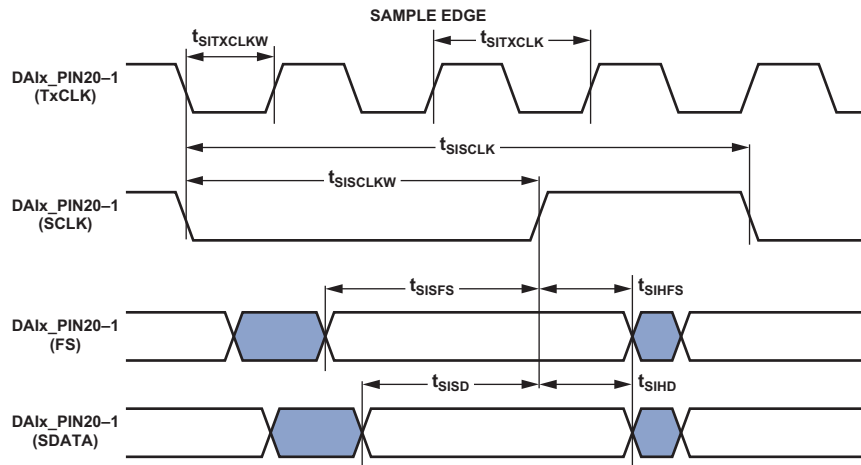 SAMPLE EDGE
tSITXCLKW
tSITXCLK
DAIx_PIN20–1
(TxCLK)
tSISCLK
tSISCLKW
DAIx_PIN20–1
(SCLK)
tSISFS
tSIHFS
DAIx_PIN20–1
(FS)
tSISD
tSIHD
DAIx_PIN20–1
(SDATA)